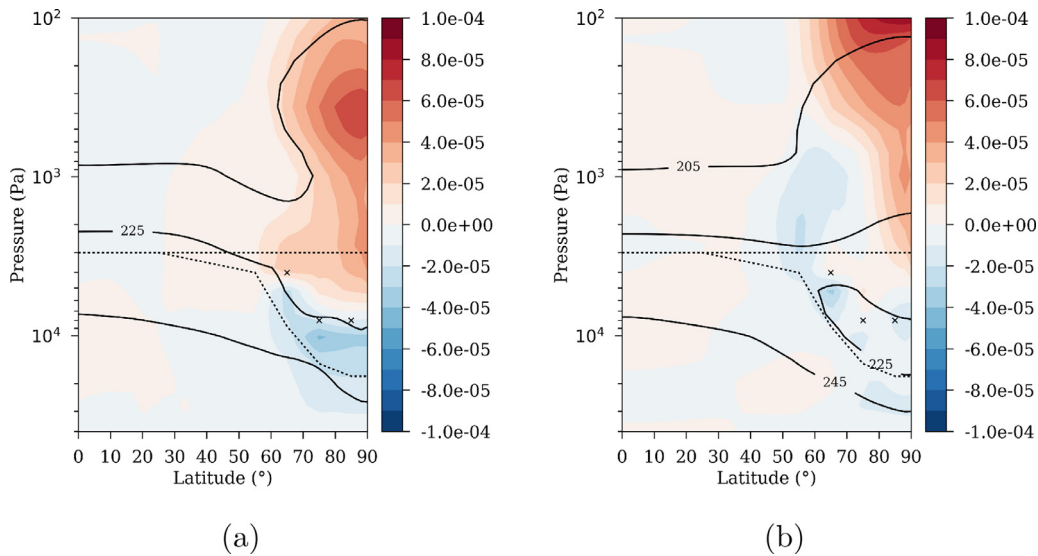 10²
10³
10⁴
Pressure (Pa)
0 10 20 30 40 50 60 70 80 90
Latitude (°)
225
1.0e-04
8.0e-05
6.0e-05
4.0e-05
2.0e-05
0.0e+00
-2.0e-05
-4.0e-05
-6.0e-05
-8.0e-05
-1.0e-04
(a)
10²
10³
10⁴
Pressure (Pa)
0 10 20 30 40 50 60 70 80 90
Latitude (°)
205
225
245
1.0e-04
8.0e-05
6.0e-05
4.0e-05
2.0e-05
0.0e+00
-2.0e-05
-4.0e-05
-6.0e-05
-8.0e-05
-1.0e-04
(b)